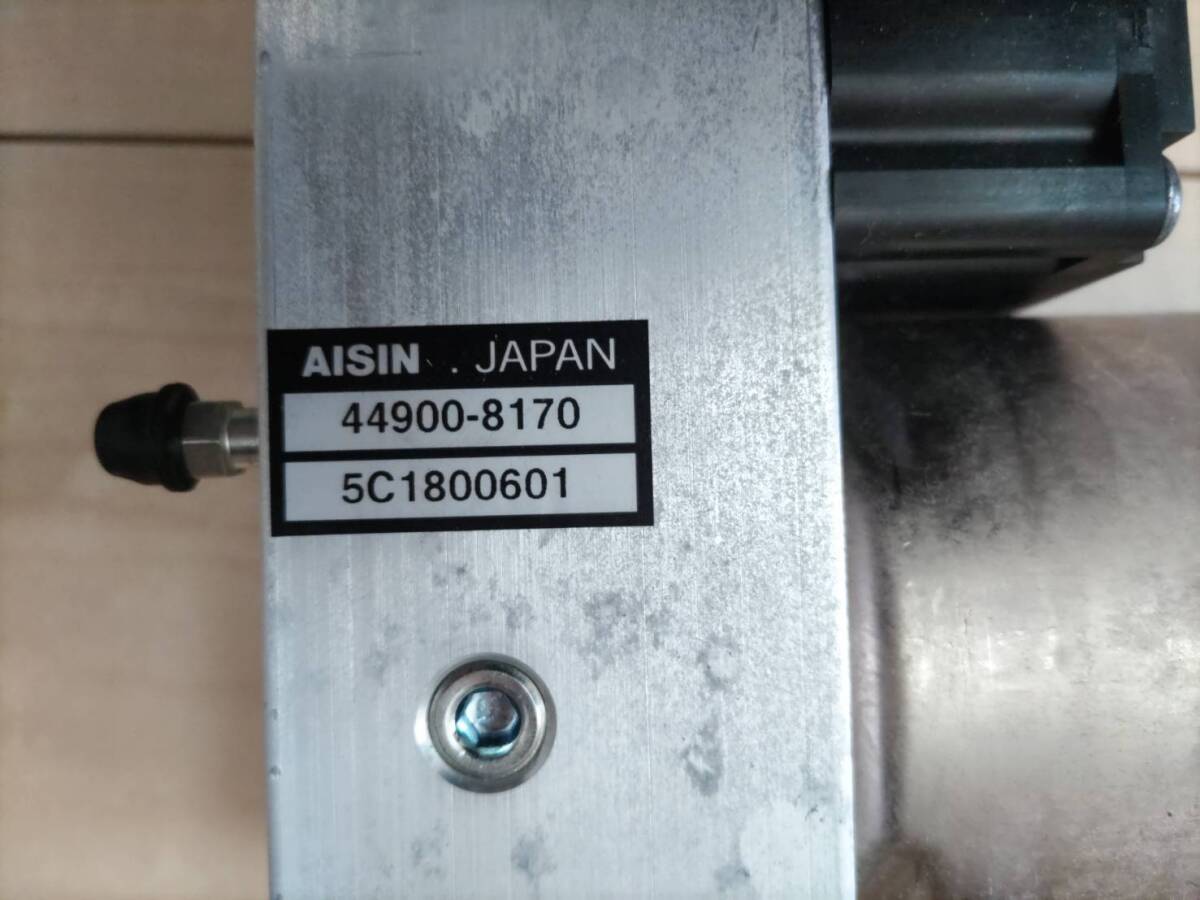 AISIN . JAPAN
44900-8170
5C1800601